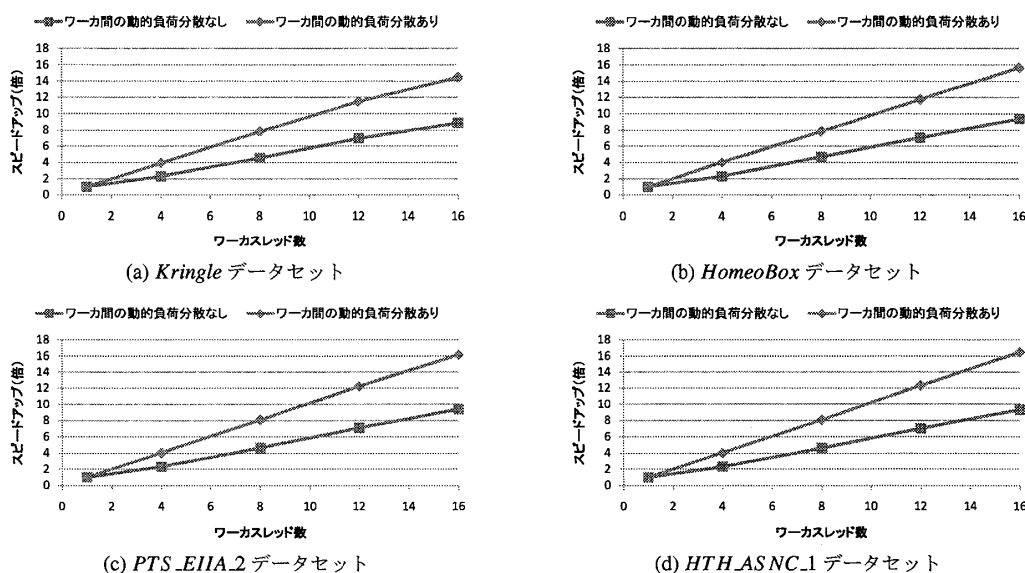 ワーカ間の動的負荷分散なし ワーカ間の動的負荷分散あり
スピードアップ(倍)
18
16
14
12
10
8
6
4
2
0
0 2 4 6 8 10 12 14 16
ワーカスレッド数
(a) Kringle データセット
ワーカ間の動的負荷分散なし ワーカ間の動的負荷分散あり
スピードアップ(倍)
18
16
14
12
10
8
6
4
2
0
0 2 4 6 8 10 12 14 16
ワーカスレッド数
(b) HomeoBox データセット
ワーカ間の動的負荷分散なし ワーカ間の動的負荷分散あり
スピードアップ(倍)
18
16
14
12
10
8
6
4
2
0
0 2 4 6 8 10 12 14 16
ワーカスレッド数
(c) PTS_EIIA_2 データセット
ワーカ間の動的負荷分散なし ワーカ間の動的負荷分散あり
スピードアップ(倍)
18
16
14
12
10
8
6
4
2
0
0 2 4 6 8 10 12 14 16
ワーカスレッド数
(d) HTH_ASNC_1 データセット